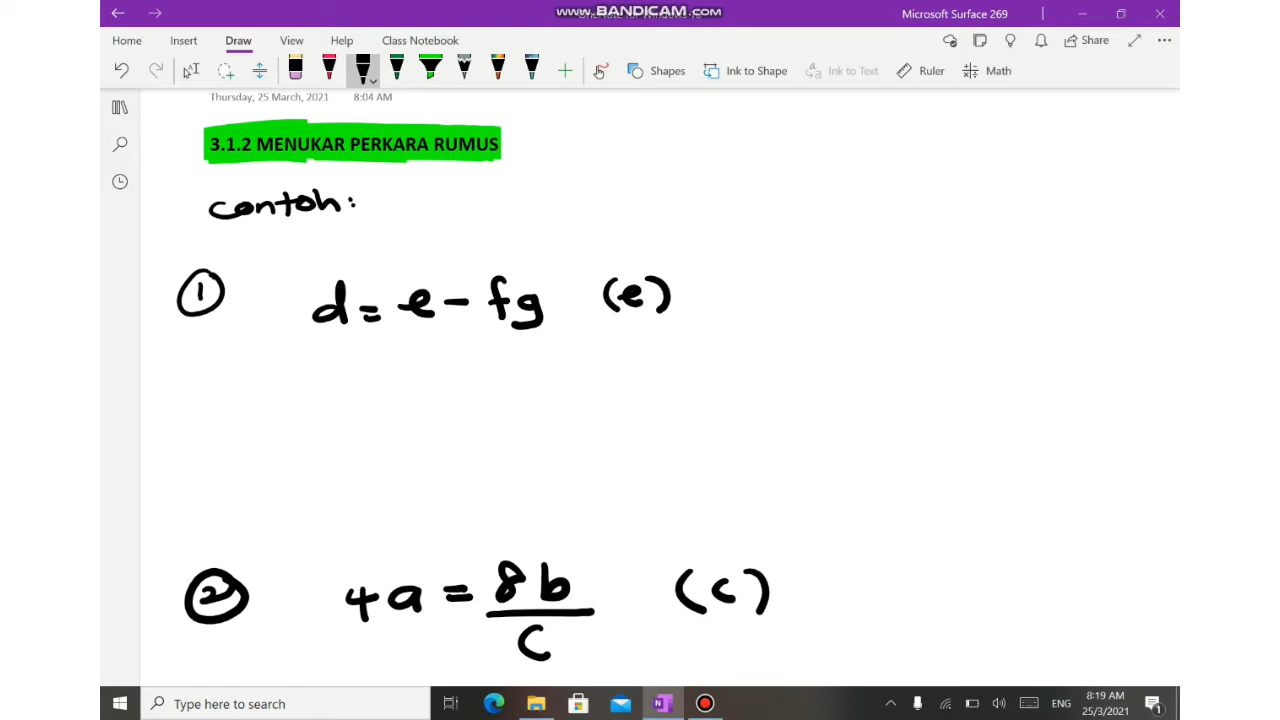 www.BANDICAM.com
Microsoft Surface 269
Home Insert Draw View Help Class Notebook Share
Shapes Ink to Shape Ink to Text Ruler Math
Thursday, 25 March, 2021 8:04 AM
3.1.2 MENUKAR PERKARA RUMUS
Contoh:
① d = e - fg (e)
② 4a = 8b/c (c)
Type here to search ENG 8:19 AM
25/3/2021 1